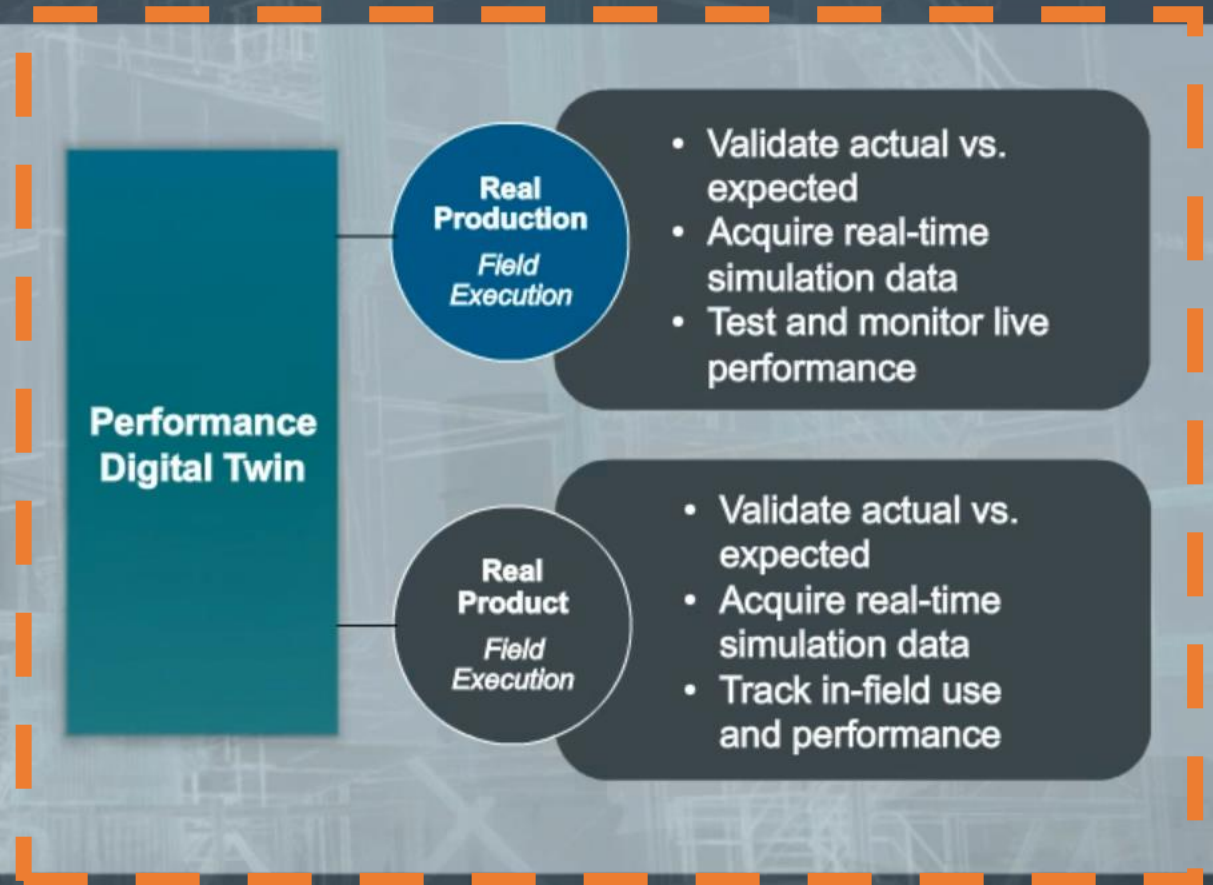 Performance
Digital Twin
Real
Production
Field
Execution
• Validate actual vs.
expected
• Acquire real-time
simulation data
• Test and monitor live
performance
Real
Product
Field
Execution
• Validate actual vs.
expected
• Acquire real-time
simulation data
• Track in-field use
and performance